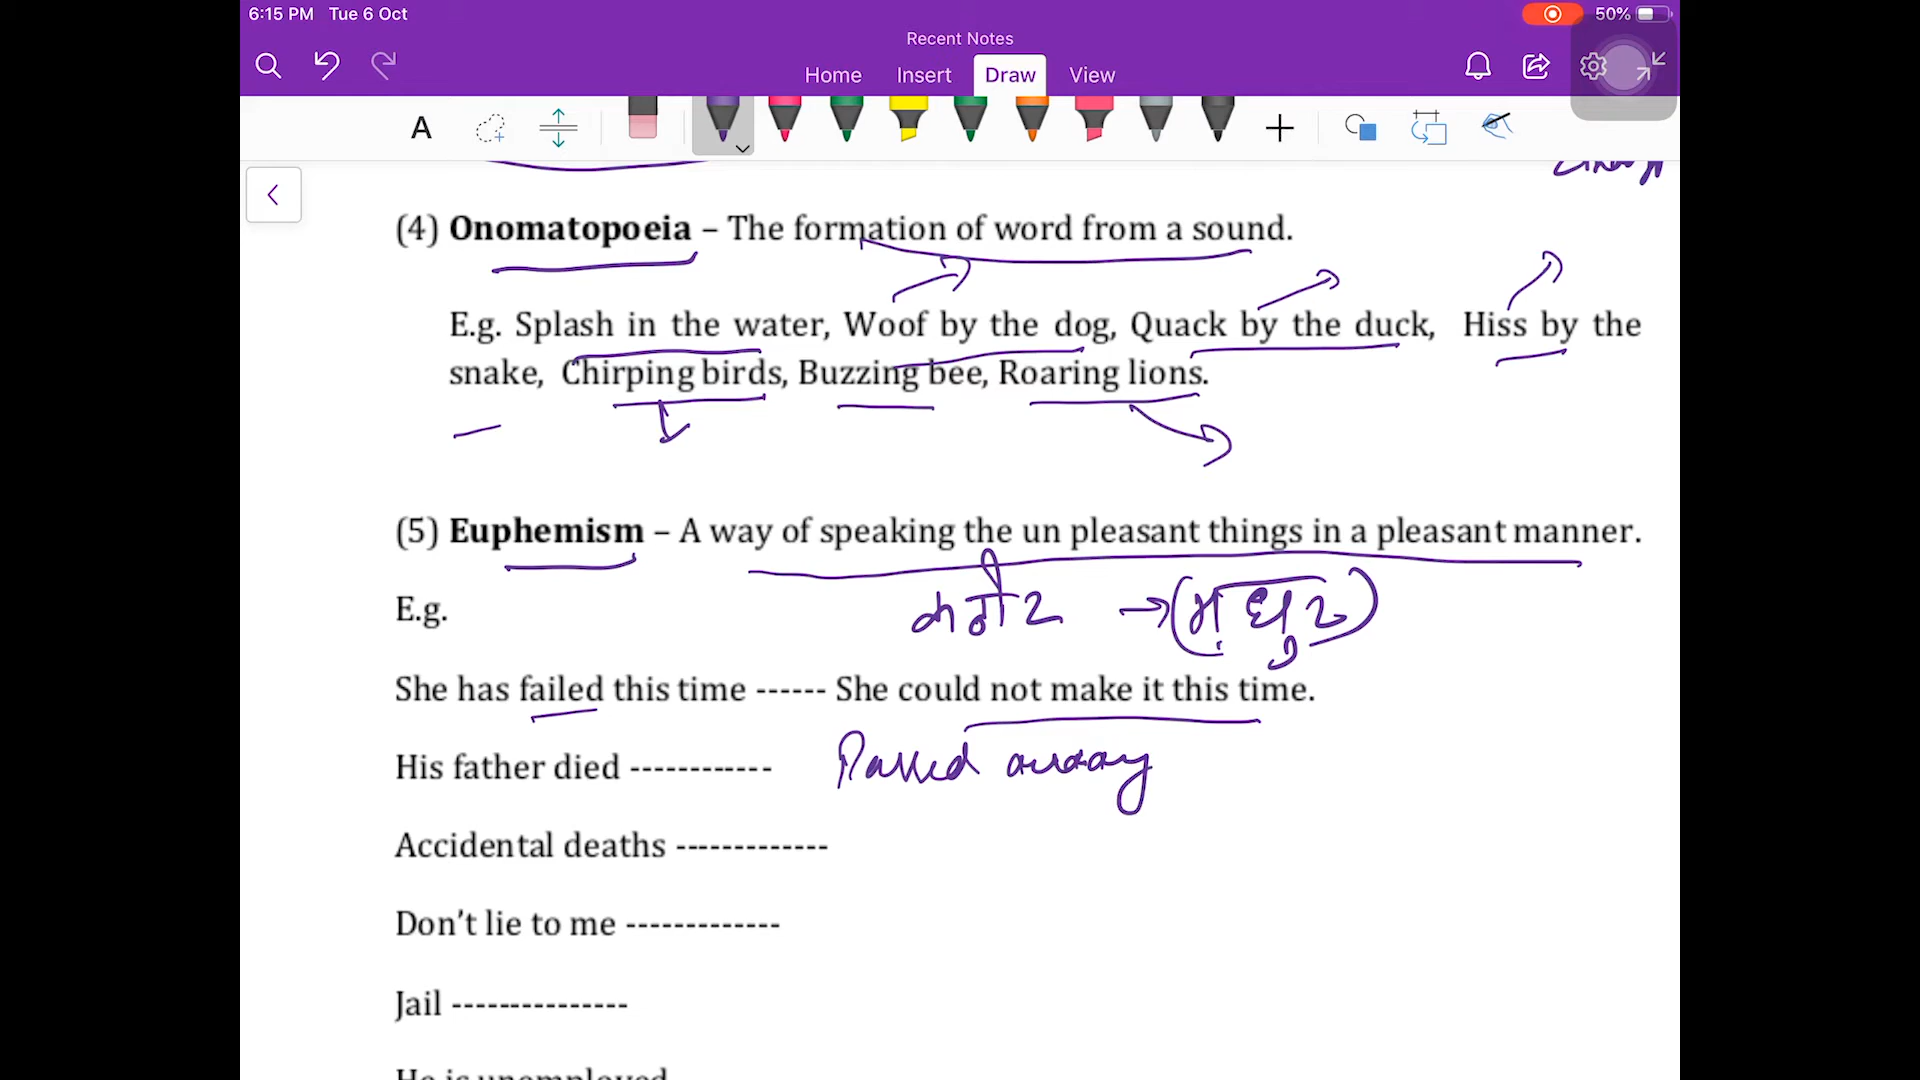 6:15 PM Tue 6 Oct
50%
Recent Notes
Home Insert Draw View
A
(4) Onomatopoeia – The formation of word from a sound.
E.g. Splash in the water, Woof by the dog, Quack by the duck, Hiss by the
snake, Chirping birds, Buzzing bee, Roaring lions.
(5) Euphemism – A way of speaking the un pleasant things in a pleasant manner.
E.g.
She has failed this time ------ She could not make it this time.
His father died ------------ Passed away
Accidental deaths -------------
Don't lie to me -------------
Jail ---------------
He is unemployed